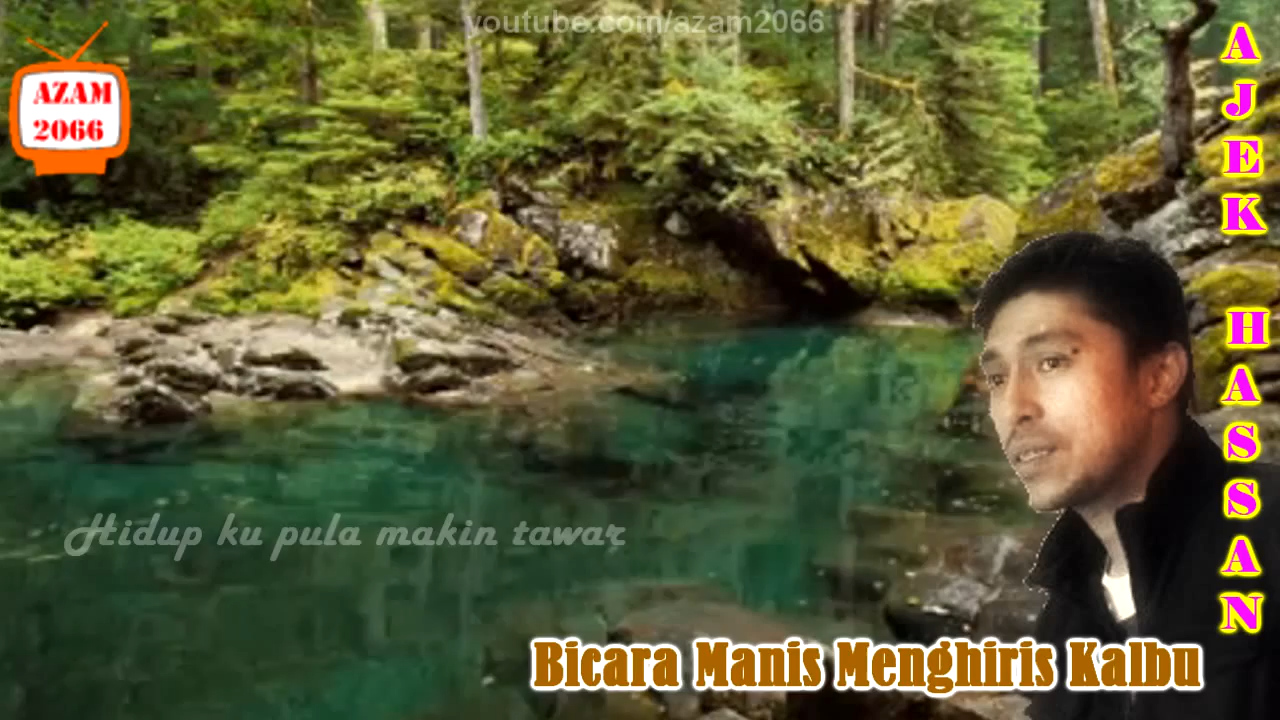 youtube.com/azam2066
AZAM
2066
AJEK HASSAN
Hidup ku pula makin tawar
Bicara Manis Menghiris Kalbu